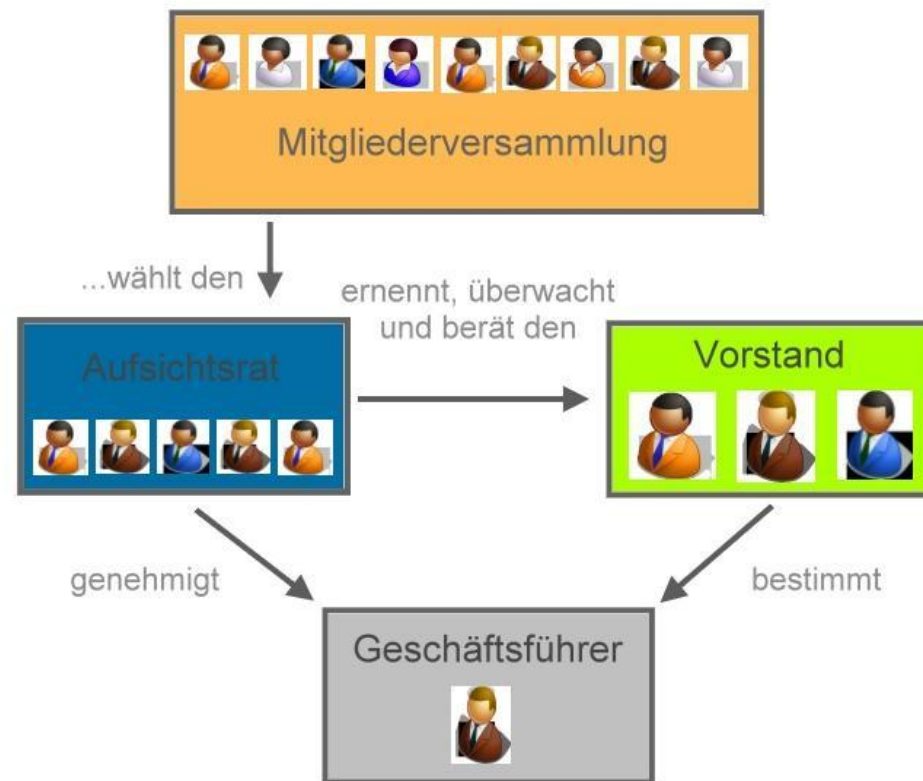 Mitgliederversammlung
...wählt den
ernennt, überwacht
und berät den
Aufsichtsrat
Vorstand
genehmigt
bestimmt
Geschäftsführer